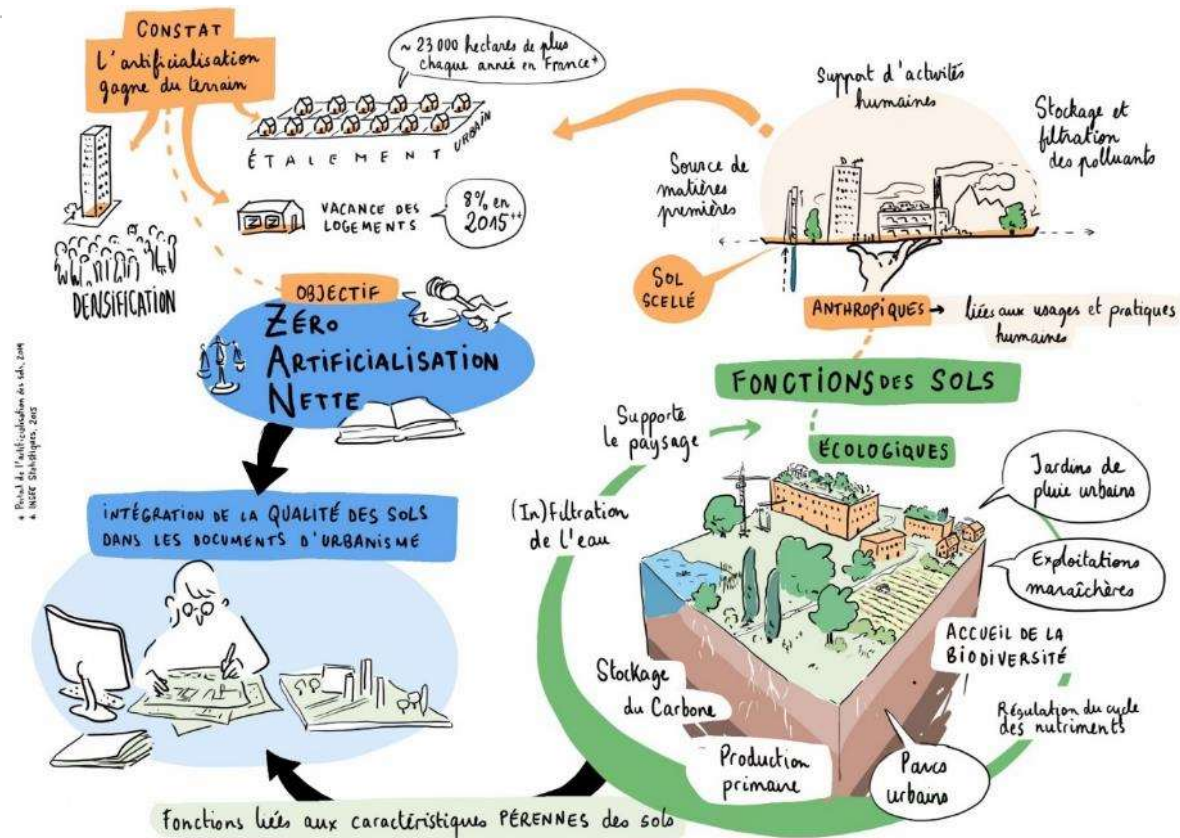 CONSTAT
L'artificialisation
gagne du terrain
~ 23 000 hectares de plus
chaque année en France+
ÉTALEMENT URBAIN
VACANCE DES
LOGEMENTS
8% en
2015++
DENSIFICATION
OBJECTIF
ZÉRO
ARTIFICIALISATION
NETTE
INTÉGRATION DE LA QUALITÉ DES SOLS
DANS LES DOCUMENTS D'URBANISME
Fonctions liées aux caractéristiques PÉRENNES des sols
+ Portail de l'artificialisation des sols, 2019
INSEE Statistiques, 2015
Support d'activités
humaines
Stockage et
filtration
des polluants
Source de
matières
premières
SOL
SCELLÉ
ANTHROPIQUES → liées aux usages et pratiques
humaines
FONCTIONS DES SOLS
ÉCOLOGIQUES
Supporte
le paysage
(In)Filtration
de l'eau
Jardins de
pluie urbains
Exploitations
maraîchères
ACCUEIL DE LA
BIODIVERSITÉ
Stockage
du Carbone
Régulation du cycle
des nutriments
Production
primaire
Parcs
urbains